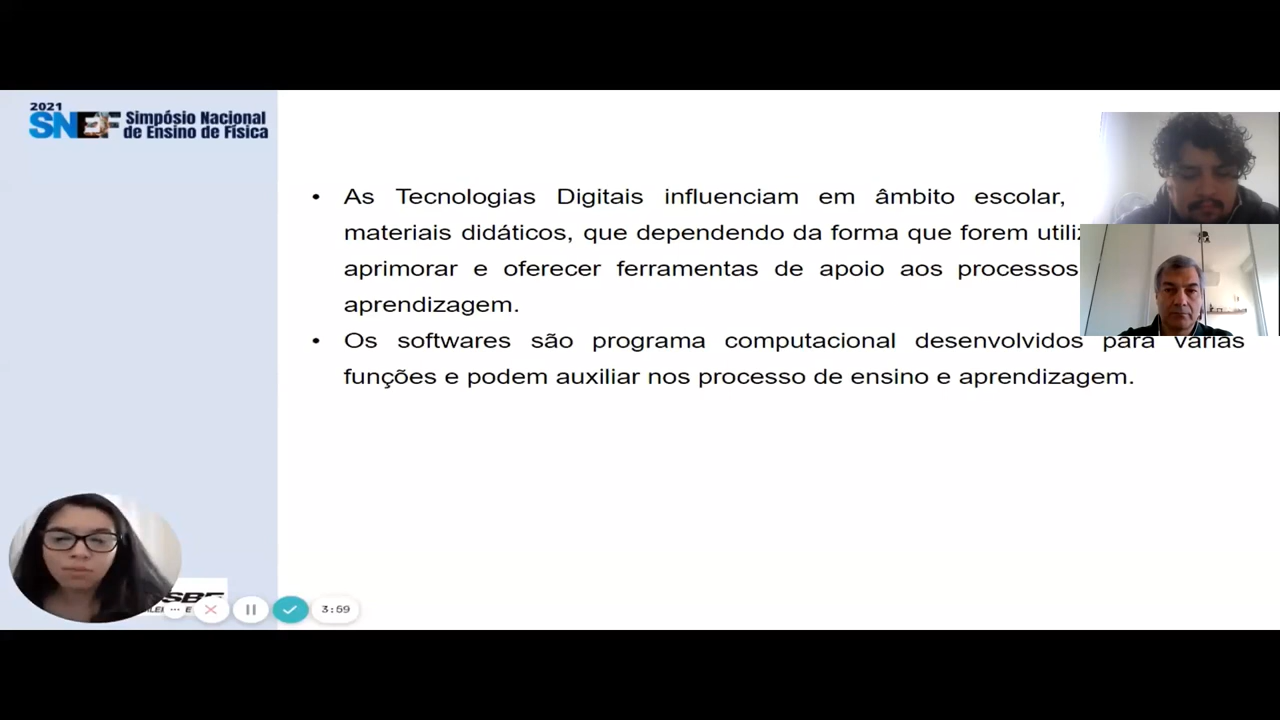 2021
SNEF Simpósio Nacional
de Ensino de Física
• As Tecnologias Digitais influenciam em âmbito escolar,
materiais didáticos, que dependendo da forma que forem
aprimorar e oferecer ferramentas de apoio aos processos
aprendizagem.
• Os softwares são programa computacional desenvolvidos para várias
funções e podem auxiliar nos processo de ensino e aprendizagem.
SBF
3:59